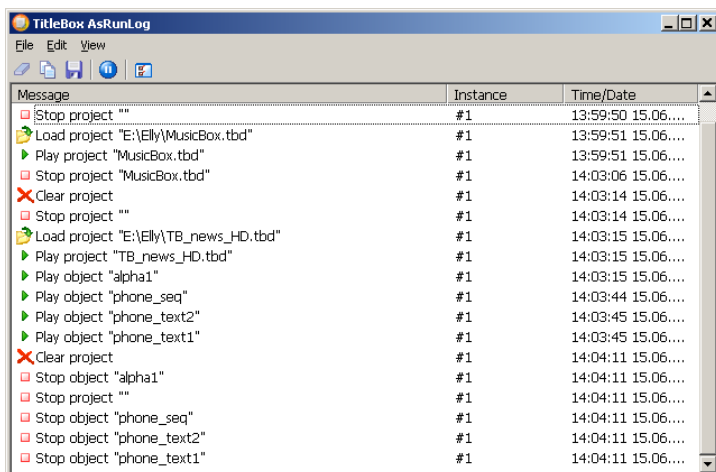 TitleBox AsRunLog
File Edit View
Message Instance Time/Date
Stop project "" #1 13:59:50 15.06....
Load project "E:\Elly\MusicBox.tbd" #1 13:59:51 15.06....
Play project "MusicBox.tbd" #1 13:59:51 15.06....
Stop project "MusicBox.tbd" #1 14:03:06 15.06....
Clear project #1 14:03:14 15.06....
Stop project "" #1 14:03:14 15.06....
Load project "E:\Elly\TB_news_HD.tbd" #1 14:03:15 15.06....
Play project "TB_news_HD.tbd" #1 14:03:15 15.06....
Play object "alpha1" #1 14:03:15 15.06....
Play object "phone_seq" #1 14:03:44 15.06....
Play object "phone_text2" #1 14:03:45 15.06....
Play object "phone_text1" #1 14:03:45 15.06....
Clear project #1 14:04:11 15.06....
Stop object "alpha1" #1 14:04:11 15.06....
Stop project "" #1 14:04:11 15.06....
Stop object "phone_seq" #1 14:04:11 15.06....
Stop object "phone_text2" #1 14:04:11 15.06....
Stop object "phone_text1" #1 14:04:11 15.06....